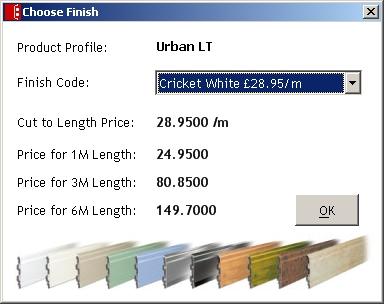 Choose Finish
Product Profile: Urban LT
Finish Code: Cricket White £28.95/m
Cut to Length Price: 28.9500 /m
Price for 1M Length: 24.9500
Price for 3M Length: 80.8500
Price for 6M Length: 149.7000
OK